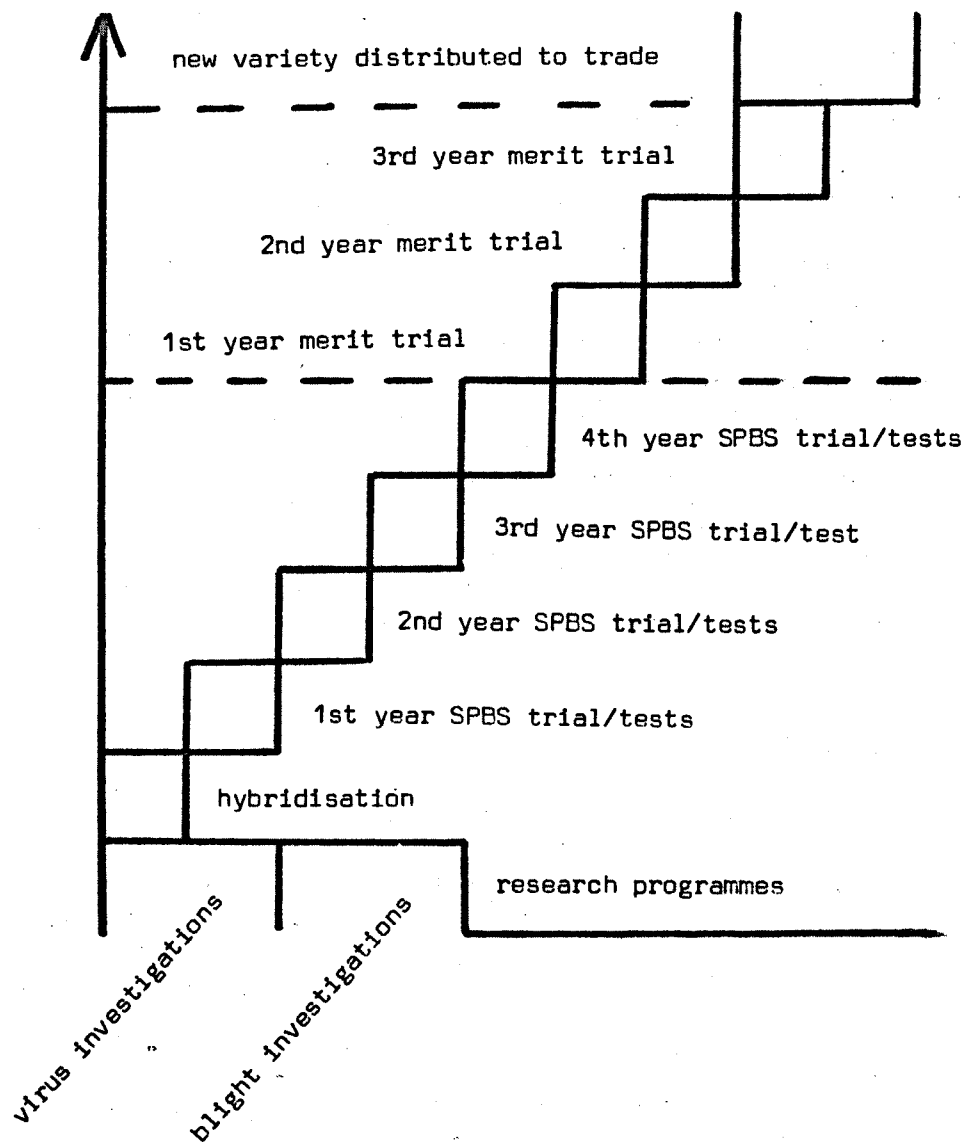 new variety distributed to trade
3rd year merit trial
2nd year merit trial
1st year merit trial
4th year SPBS trial/tests
3rd year SPBS trial/test
2nd year SPBS trial/tests
1st year SPBS trial/tests
hybridisation
research programmes
virus investigations
blight investigations